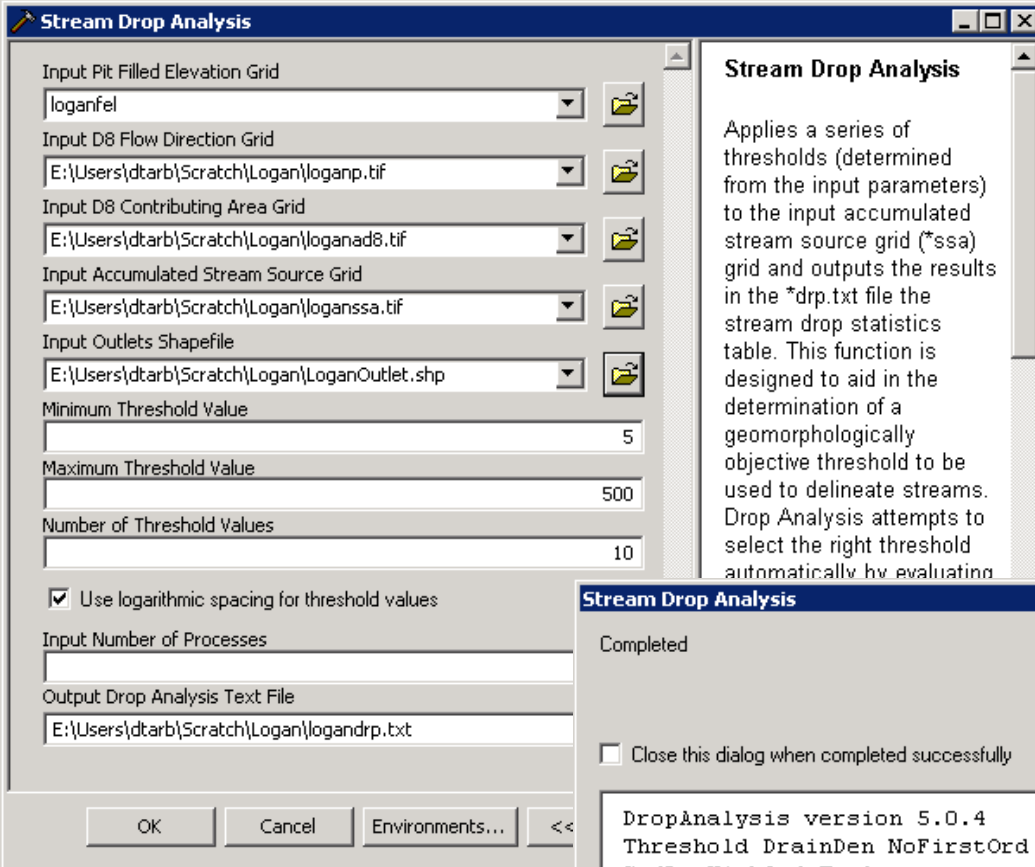 Stream Drop Analysis
Input Pit Filled Elevation Grid
loganfel
Input D8 Flow Direction Grid
E:\Users\dtarb\Scratch\Logan\loganp.tif
Input D8 Contributing Area Grid
E:\Users\dtarb\Scratch\Logan\loganad8.tif
Input Accumulated Stream Source Grid
E:\Users\dtarb\Scratch\Logan\loganssa.tif
Input Outlets Shapefile
E:\Users\dtarb\Scratch\Logan\LoganOutlet.shp
Minimum Threshold Value
5
Maximum Threshold Value
500
Number of Threshold Values
10
Use logarithmic spacing for threshold values
Input Number of Processes
Output Drop Analysis Text File
E:\Users\dtarb\Scratch\Logan\logandrp.txt
OK
Cancel
Environments...
<<
Stream Drop Analysis
Applies a series of
thresholds (determined
from the input parameters)
to the input accumulated
stream source grid (*ssa)
grid and outputs the results
in the *drp.txt file the
stream drop statistics
table. This function is
designed to aid in the
determination of a
geomorphologically
objective threshold to be
used to delineate streams.
Drop Analysis attempts to
select the right threshold
automatically by evaluating
Stream Drop Analysis
Completed
Close this dialog when completed successfully
DropAnalysis version 5.0.4
Threshold DrainDen NoFirstOrd